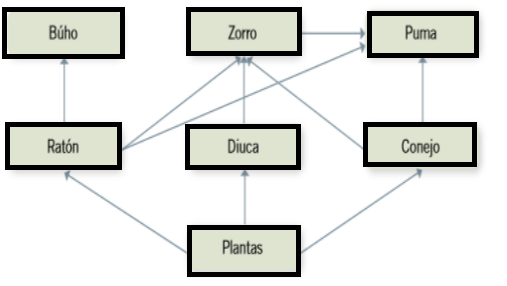 Búho
Zorro
Puma
Ratón
Diuca
Conejo
Plantas